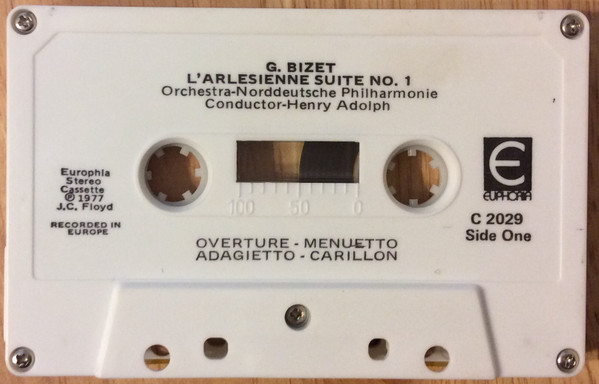 G. BIZET
L'ARLESIENNE SUITE NO. 1
Orchestra-Norddeutsche Philharmonie
Conductor-Henry Adolph
Europhia
Stereo
Cassette
℗ 1977
J.C. Floyd
RECORDED IN
EUROPE
100 50 0
EUPHORIA
C 2029
Side One
OVERTURE - MENUETTO
ADAGIETTO - CARILLON